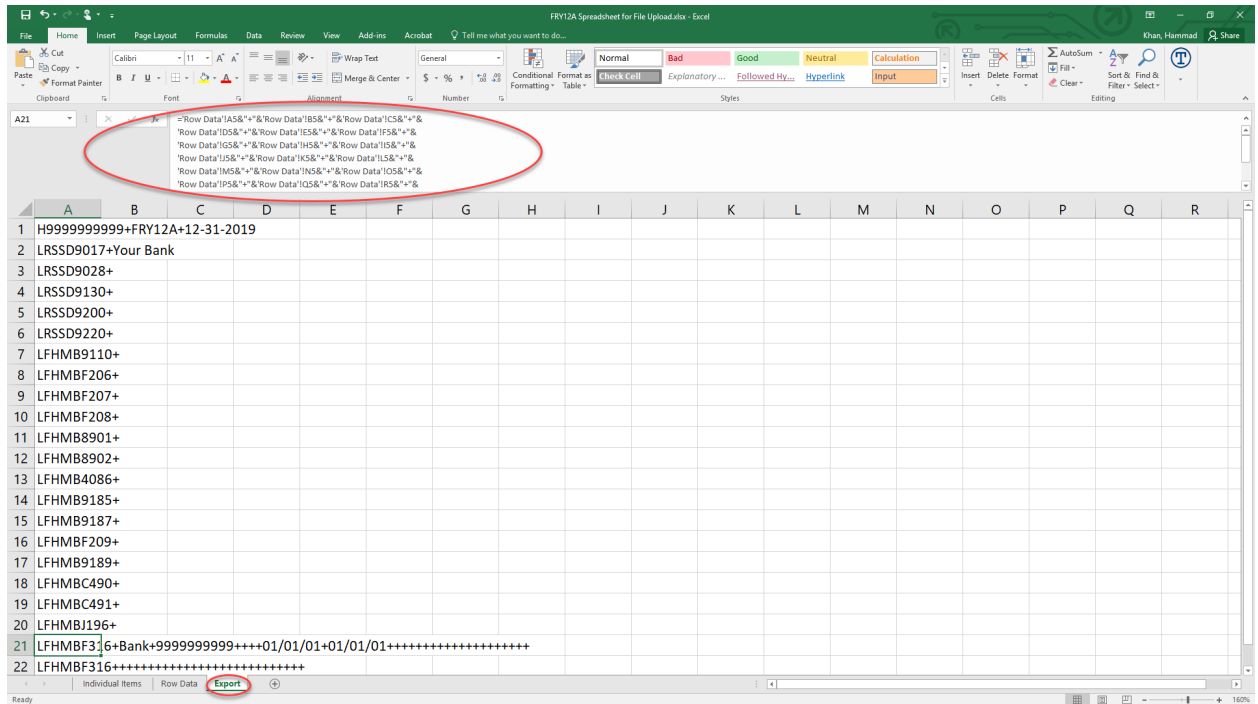 FRY12A Spreadsheet for File Upload.xlsx - Excel
File Home Insert Page Layout Formulas Data Review View Add-ins Acrobat Tell me what you want to do... Khan, Hammad Share
Paste
Cut
Copy
Format Painter
Clipboard
Calibri 11
B I U
Font
Wrap Text
Merge & Center
Alignment
General
$ % ,
Number
Conditional Formatting
Format as Table
Normal Bad Good Neutral Calculation
Check Cell Explanatory ... Followed Hy... Hyperlink Input
Styles
Insert Delete Format
Cells
AutoSum
Fill
Clear
Sort & Filter
Find & Select
Editing
A21
fx
='Row Data'!A5&"+"&'Row Data'!B5&"+"&'Row Data'!C5&"+"&
'Row Data'!D5&"+"&'Row Data'!E5&"+"&'Row Data'!F5&"+"&
'Row Data'!G5&"+"&'Row Data'!H5&"+"&'Row Data'!I5&"+"&
'Row Data'!J5&"+"&'Row Data'!K5&"+"&'Row Data'!L5&"+"&
'Row Data'!M5&"+"&'Row Data'!N5&"+"&'Row Data'!O5&"+"&
'Row Data'!P5&"+"&'Row Data'!Q5&"+"&'Row Data'!R5&"+"&
A B C D E F G H I J K L M N O P Q R
1 H9999999999+FRY12A+12-31-2019
2 LRSSD9017+Your Bank
3 LRSSD9028+
4 LRSSD9130+
5 LRSSD9200+
6 LRSSD9220+
7 LFHMB9110+
8 LFHMBF206+
9 LFHMBF207+
10 LFHMBF208+
11 LFHMB8901+
12 LFHMB8902+
13 LFHMB4086+
14 LFHMB9185+
15 LFHMB9187+
16 LFHMBF209+
17 LFHMB9189+
18 LFHMBC490+
19 LFHMBC491+
20 LFHMBJ196+
21 LFHMBF316+Bank+9999999999++++01/01/01+01/01/01++++++++++++++++++++
22 LFHMBF316+++++++++++++++++++++++++++
Individual Items Row Data Export
Ready 160%